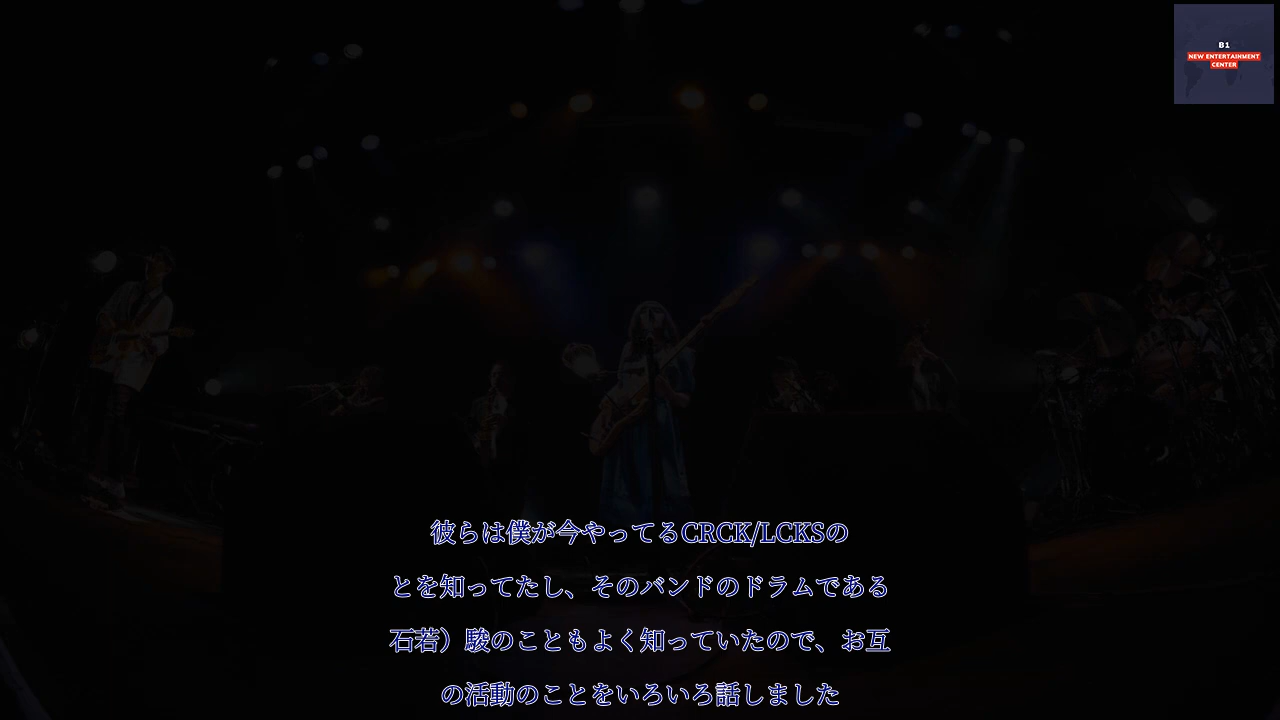 B1
NEW ENTERTAINMENT
CENTER
彼らは僕が今やってるCRCK/LCKSの
とを知ってたし、そのバンドのドラムである
石若）駿のこともよく知っていたので、お互
の活動のことをいろいろ話しました